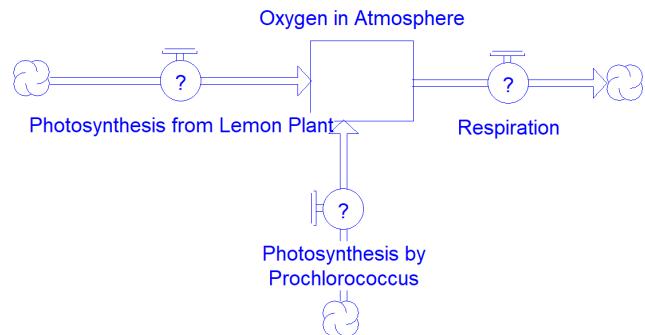 Oxygen in Atmosphere
?
?
Photosynthesis from Lemon Plant
Respiration
?
Photosynthesis by
Prochlorococcus